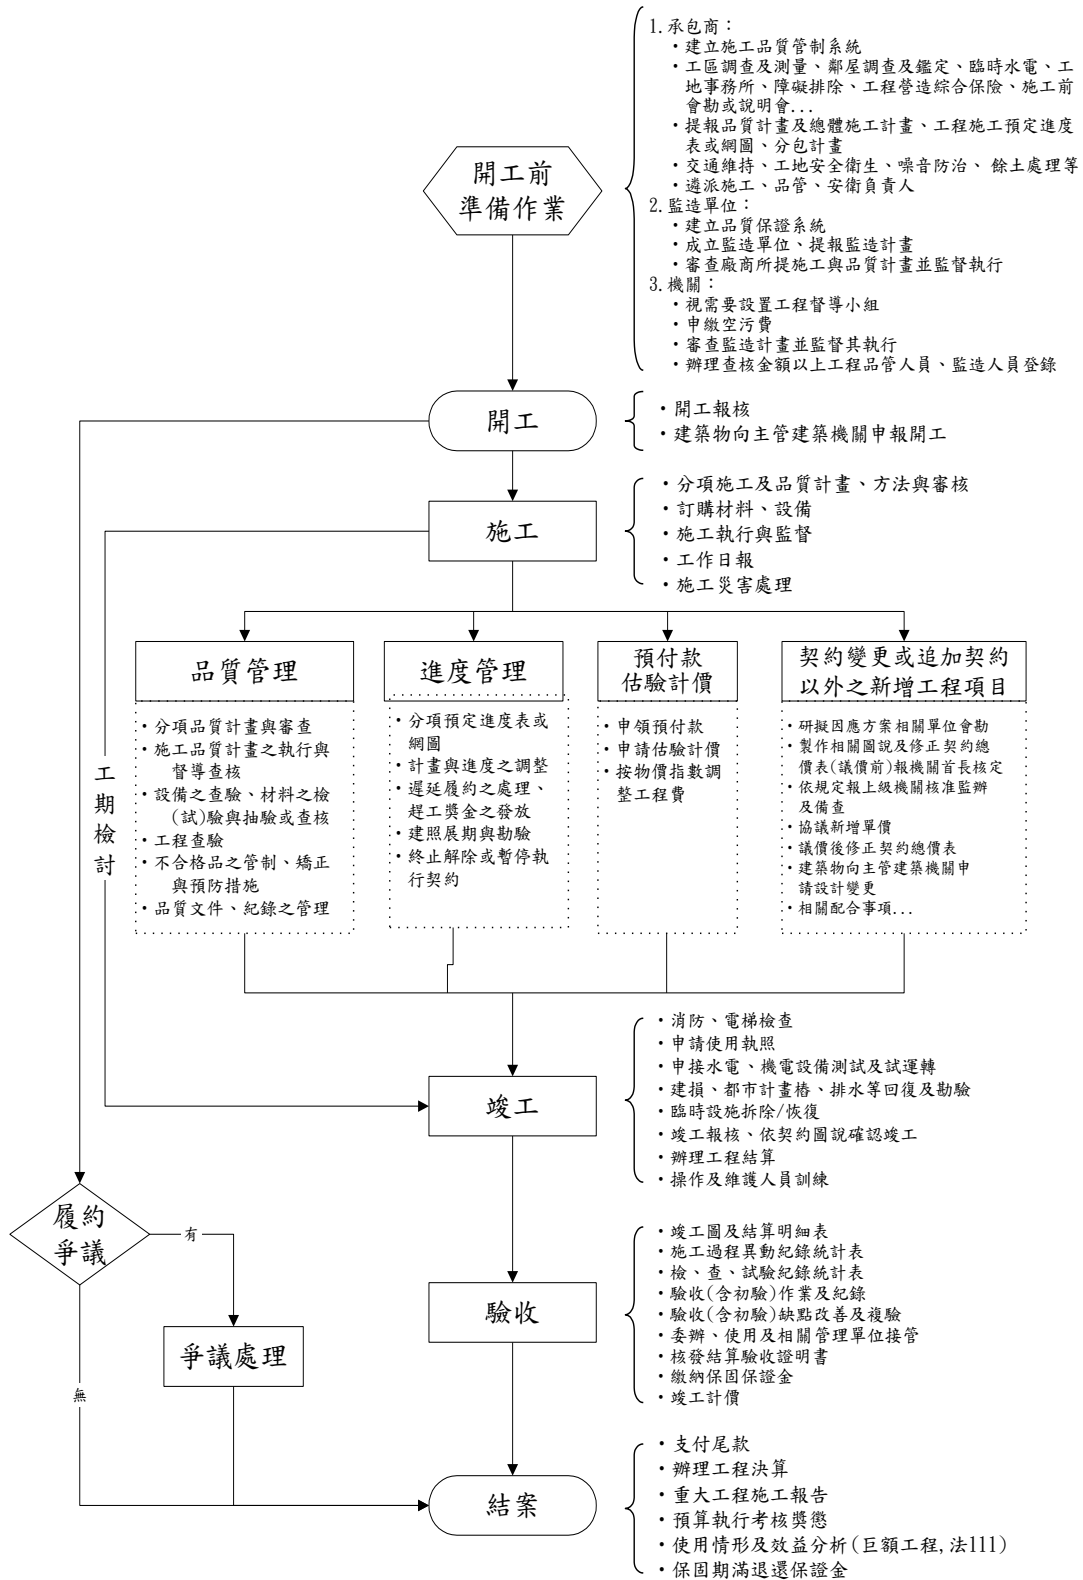 1.承包商：
・建立施工品質管制系統
・工區調查及測量、鄰屋調查及鑑定、臨時水電、工
地事務所、障礙排除、工程營造綜合保險、施工前
會勘或說明會...
・提報品質計畫及總體施工計畫、工程施工預定進度
表或網圖、分包計畫
・交通維持、工地安全衛生、噪音防治、餘土處理等
・遴派施工、品管、安衛負責人
2.監造單位：
・建立品質保證系統
・成立監造單位、提報監造計畫
・審查廠商所提施工與品質計畫並監督執行
3.機關：
・視需要設置工程督導小組
・申繳空污費
・審查監造計畫並監督其執行
・辦理查核金額以上工程品管人員、監造人員登錄
開工前
準備作業
開工
・開工報核
・建築物向主管建築機關申報開工
施工
・分項施工及品質計畫、方法與審核
・訂購材料、設備
・施工執行與監督
・工作日報
・施工災害處理
品質管理
・分項品質計畫與審查
・施工品質計畫之執行與
督導查核
・設備之查驗、材料之檢
(試)驗與抽驗或查核
・工程查驗
・不合格品之管制、矯正
與預防措施
・品質文件、紀錄之管理
進度管理
・分項預定進度表或
網圖
・計畫與進度之調整
・遲延履約之處理、
趕工獎金之發放
・建照展期與勘驗
・終止解除或暫停執
行契約
預付款
估驗計價
・申領預付款
・申請估驗計價
・按物價指數調
整工程費
契約變更或追加契約
以外之新增工程項目
・研擬因應方案相關單位會勘
・製作相關圖說及修正契約總
價表(議價前)報機關首長核定
・依規定報上級機關核准監辦
及備查
・協議新增單價
・議價後修正契約總價表
・建築物向主管建築機關申
請設計變更
・相關配合事項...
工期檢討
竣工
・消防、電梯檢查
・申請使用執照
・申接水電、機電設備測試及試運轉
・建損、都市計畫樁、排水等回復及勘驗
・臨時設施拆除/恢復
・竣工報核、依契約圖說確認竣工
・辦理工程結算
・操作及維護人員訓練
履約
爭議
有
無
爭議處理
驗收
・竣工圖及結算明細表
・施工過程異動紀錄統計表
・檢、查、試驗紀錄統計表
・驗收(含初驗)作業及紀錄
・驗收(含初驗)缺點改善及複驗
・委辦、使用及相關管理單位接管
・核發結算驗收證明書
・繳納保固保證金
・竣工計價
結案
・支付尾款
・辦理工程決算
・重大工程施工報告
・預算執行考核獎懲
・使用情形及效益分析(巨額工程,法111)
・保固期滿退還保證金